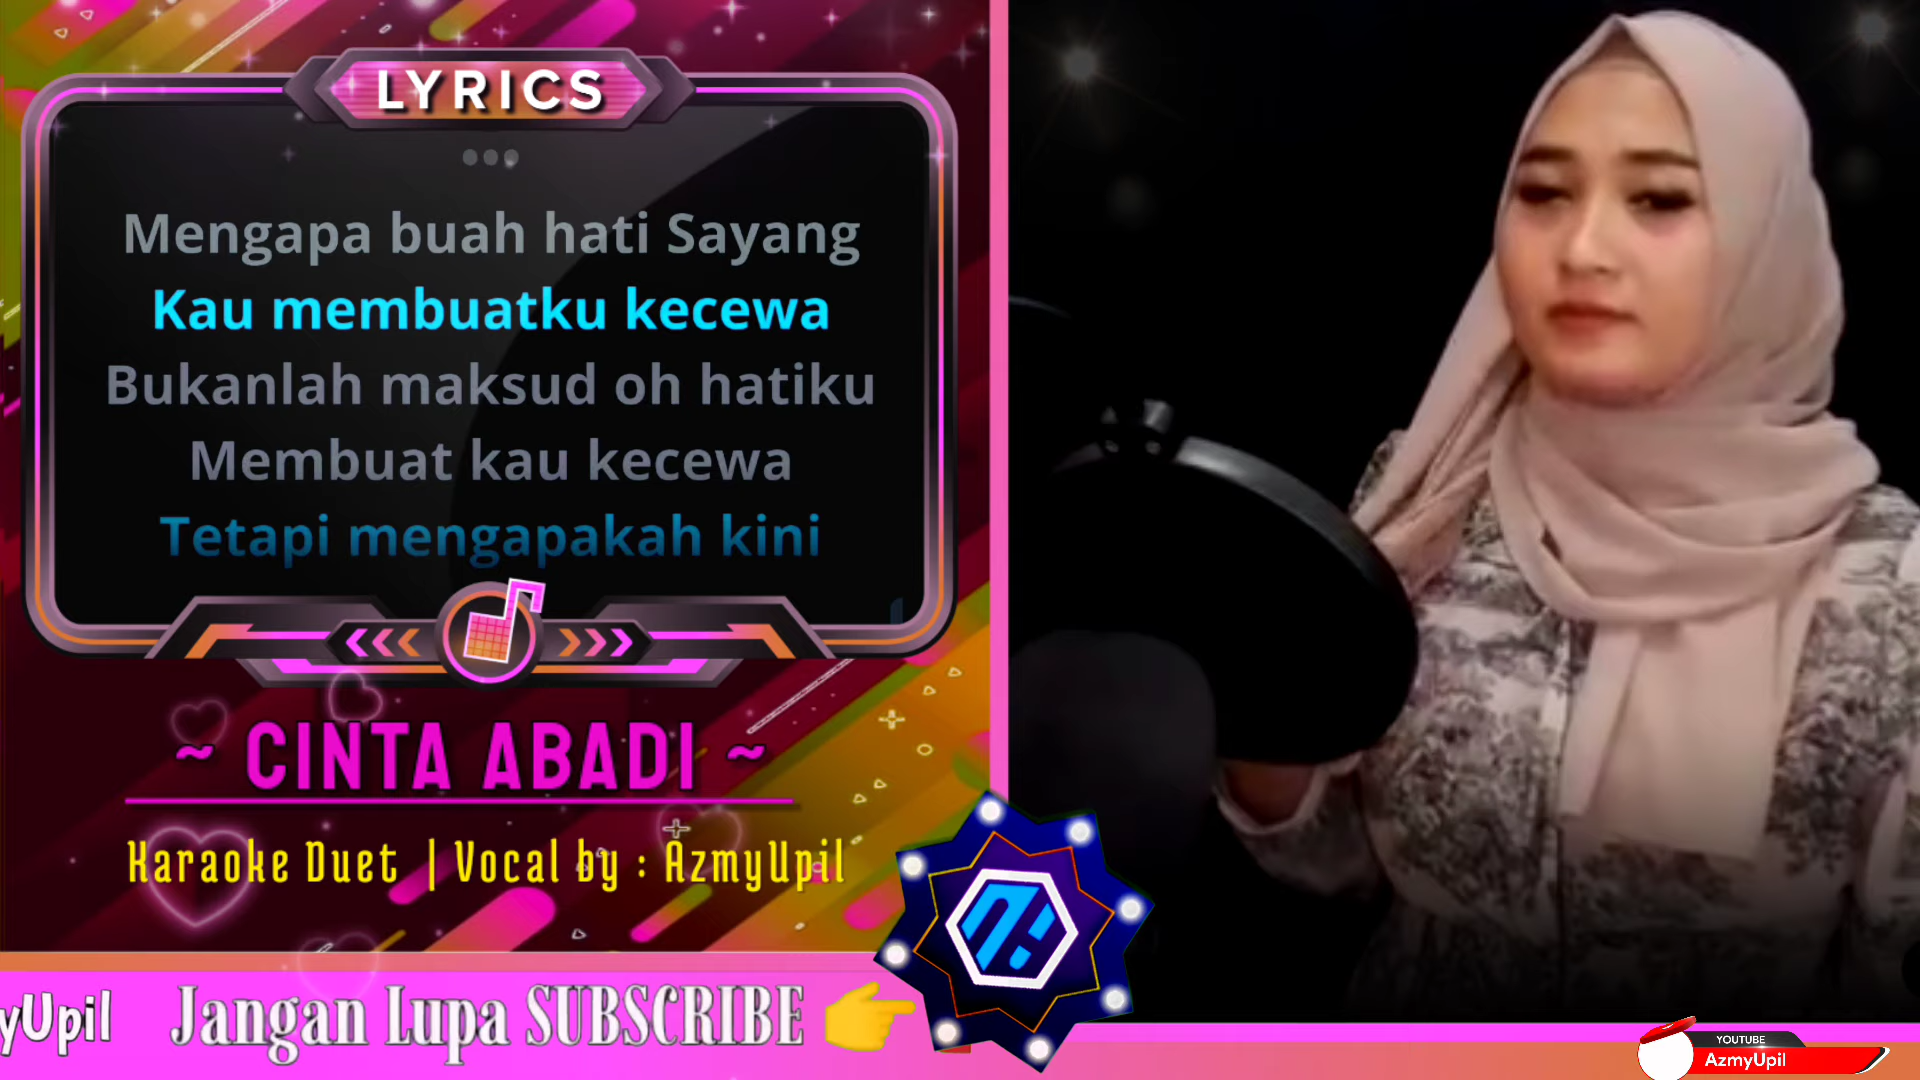 LYRICS
Mengapa buah hati Sayang
Kau membuatku kecewa
Bukanlah maksud oh hatiku
Membuat kau kecewa
Tetapi mengapakah kini
~ CINTA ABADI ~
Karaoke Duet | Vocal by : AzmyUpil
yUpil Jangan Lupa SUBSCRIBE
YOUTUBE
AzmyUpil